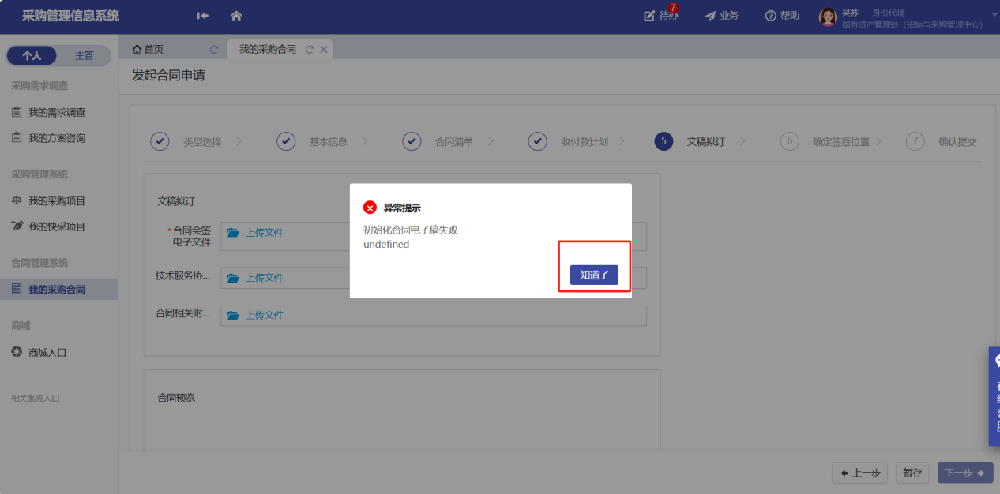 采购管理信息系统
待办
7
业务
帮助
吴苏 身份代理
国有资产管理处（招标与采购管理中心）
个人
主管
首页
我的采购合同
发起合同申请
采购需求调查
我的需求调查
我的方案咨询
采购管理系统
我的采购项目
我的快采项目
合同管理系统
我的采购合同
商城
商城入口
相关系统入口
类型选择
基本信息
合同清单
收付款计划
5
文稿拟订
6
确定签章位置
7
确认提交
文稿拟订
*合同会签
电子文件
上传文件
技术服务协...
上传文件
合同相关附...
上传文件
异常提示
初始化合同电子稿失败
undefined
知道了
合同预览
上一步
暂存
下一步